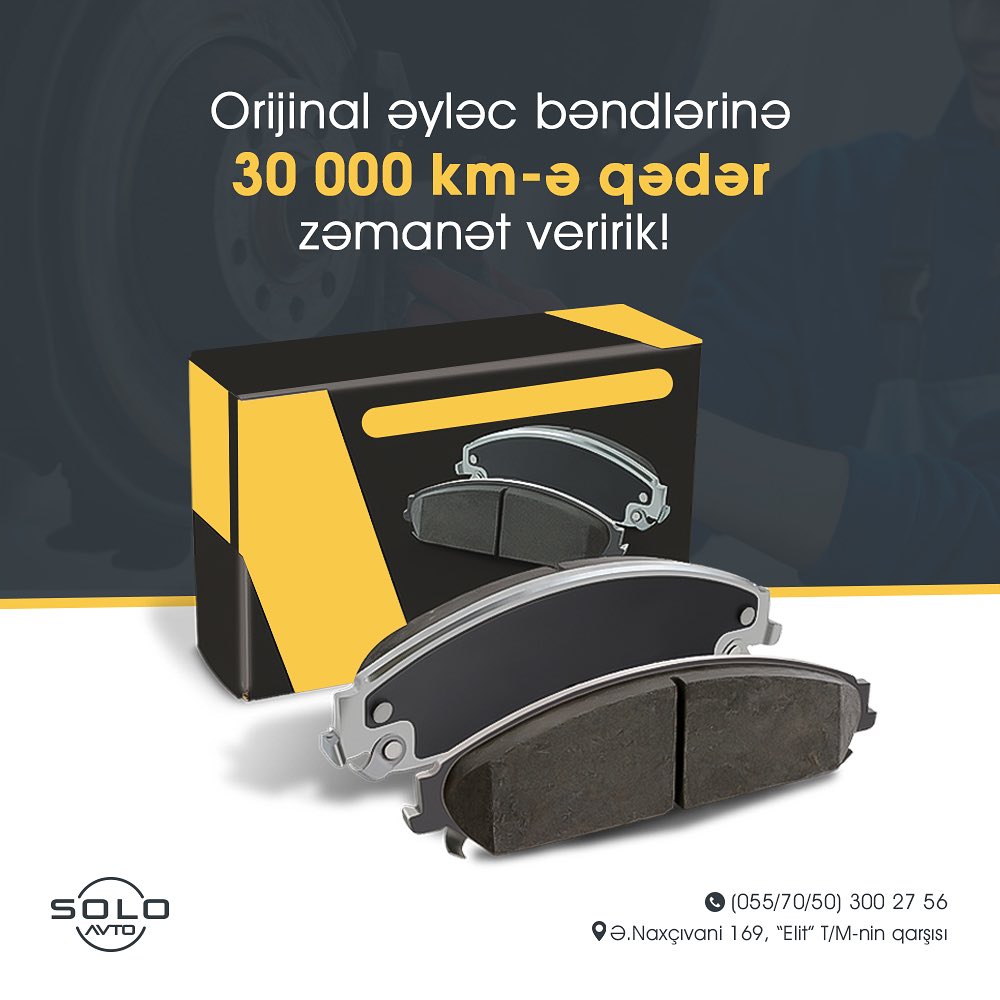 Orijinal əyləc bəndlərinə
30 000 km-ə qədər
zəmanət veririk!
SOLO
AVTO
(055/70/50) 300 27 56
Ə.Naxçıvani 169, “Elit” T/M-nin qarşısı